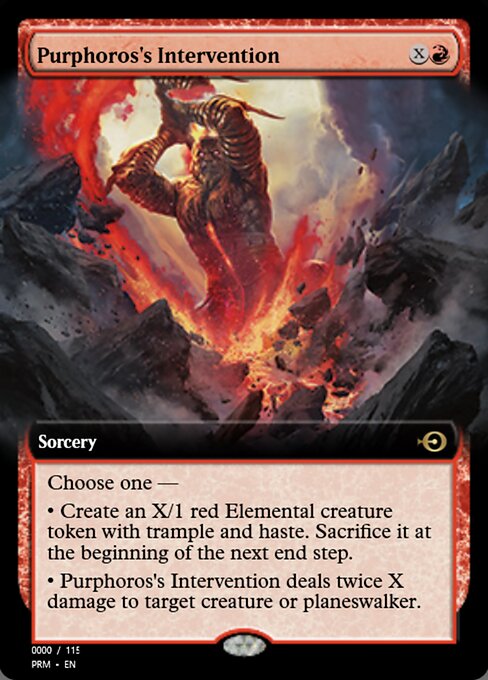 Purphoros's Intervention X
Sorcery
Choose one —
• Create an X/1 red Elemental creature
token with trample and haste. Sacrifice it at
the beginning of the next end step.
• Purphoros's Intervention deals twice X
damage to target creature or planeswalker.
0000 / 115
PRM • EN